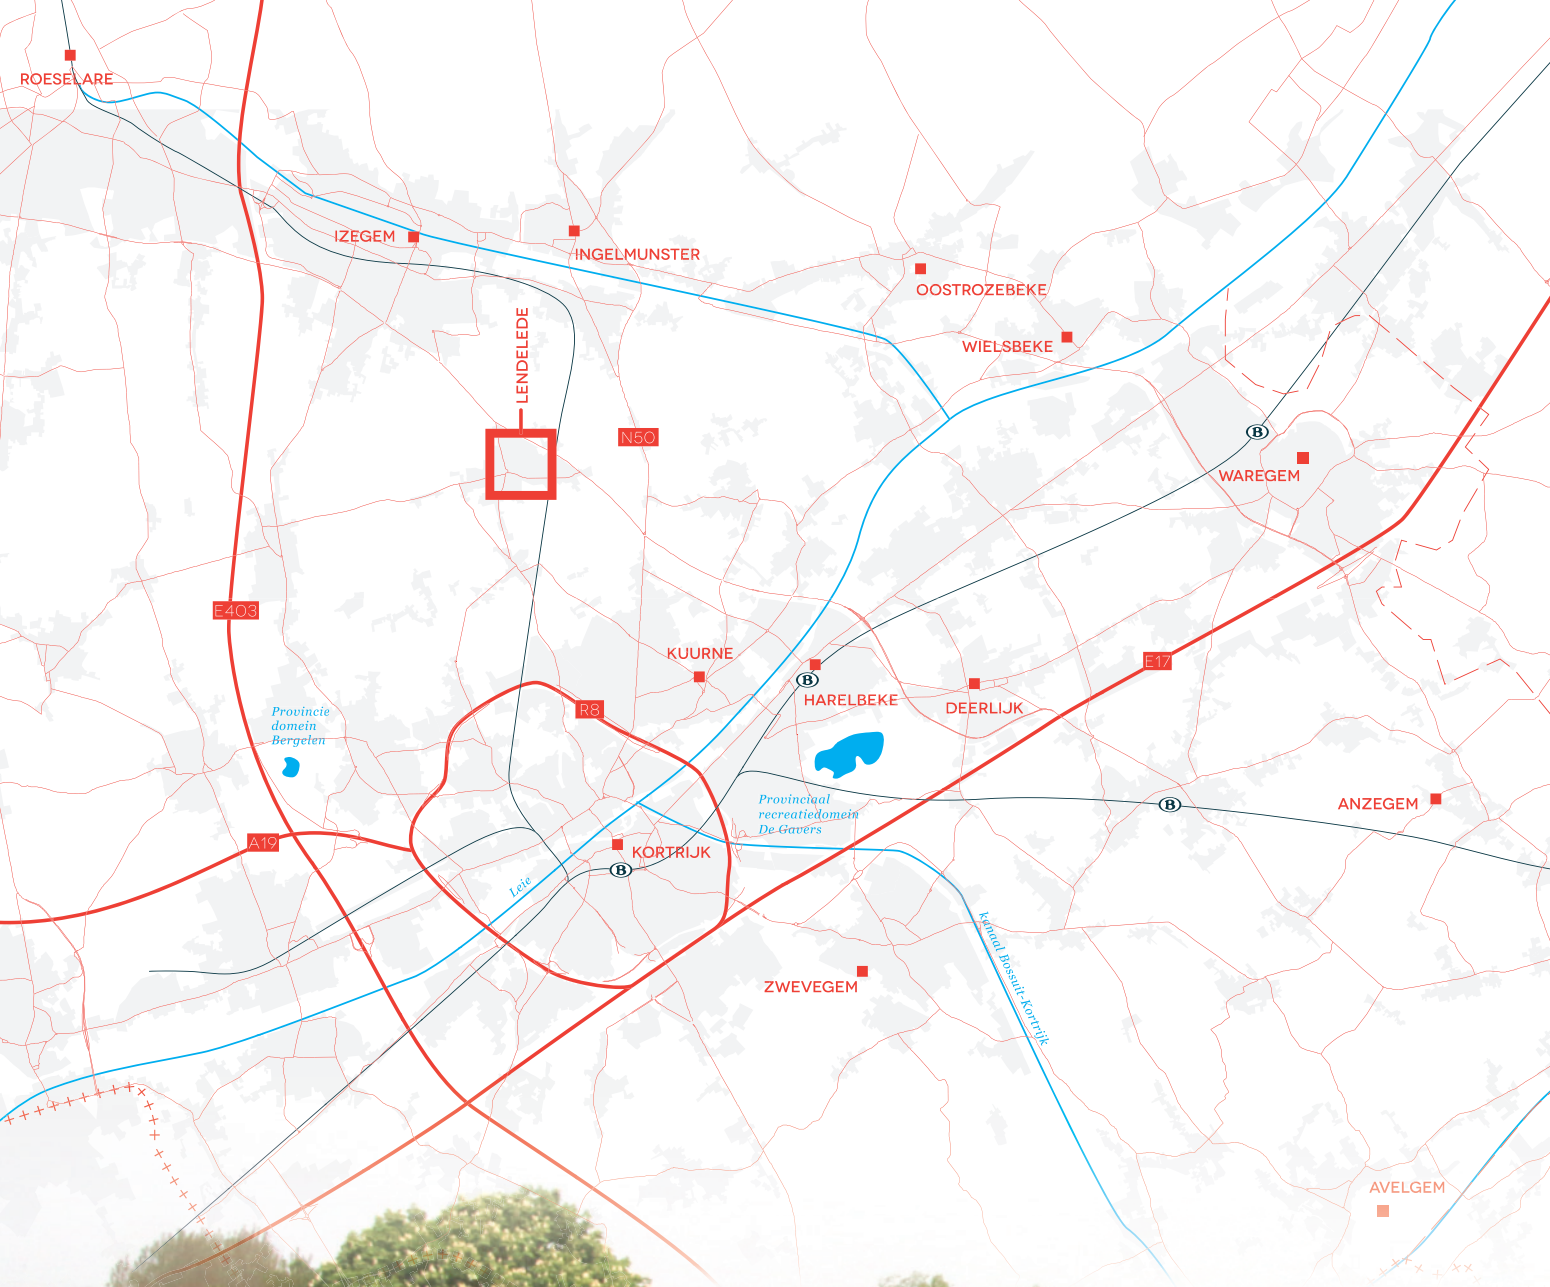 ROESELARE
IZEGEM
INGELMUNSTER
OOSTROZEBEKE
WIELSBEKE
LENDELEDE
N50
B
WAREGEM
E403
KUURNE
E17
B
HARELBEKE
DEERLIJK
R8
Provincie
domein
Bergelen
Provinciaal
recreatiedomein
De Gavers
B
ANZEGEM
A19
KORTRIJK
B
Leie
kanaal Bossuit-Kortrijk
ZWEVEGEM
AVELGEM